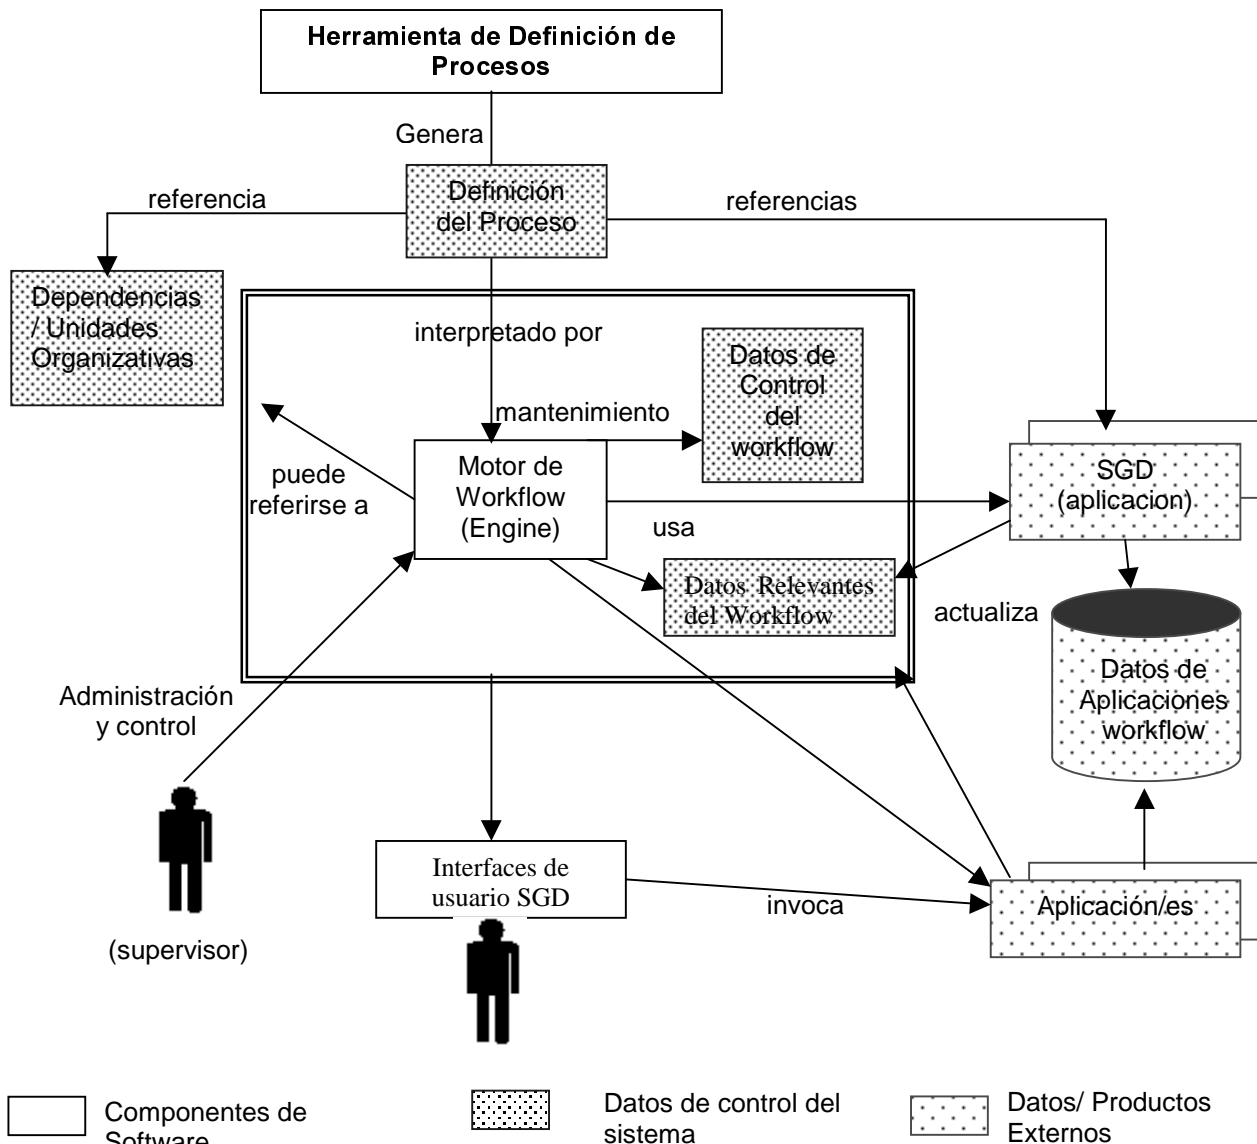 Herramienta de Definición de
Procesos
Genera
Definición
del Proceso
referencia
referencias
Dependencias
/ Unidades
Organizativas
interpretado por
Datos de
Control
del
workflow
mantenimiento
puede
referirse a
Motor de
Workflow
(Engine)
usa
SGD
(aplicacion)
Datos Relevantes
del Workflow
actualiza
Datos de
Aplicaciones
workflow
Administración
y control
(supervisor)
Interfaces de
usuario SGD
invoca
Aplicación/es
Componentes de
Software
Datos de control del
sistema
Datos/ Productos
Externos